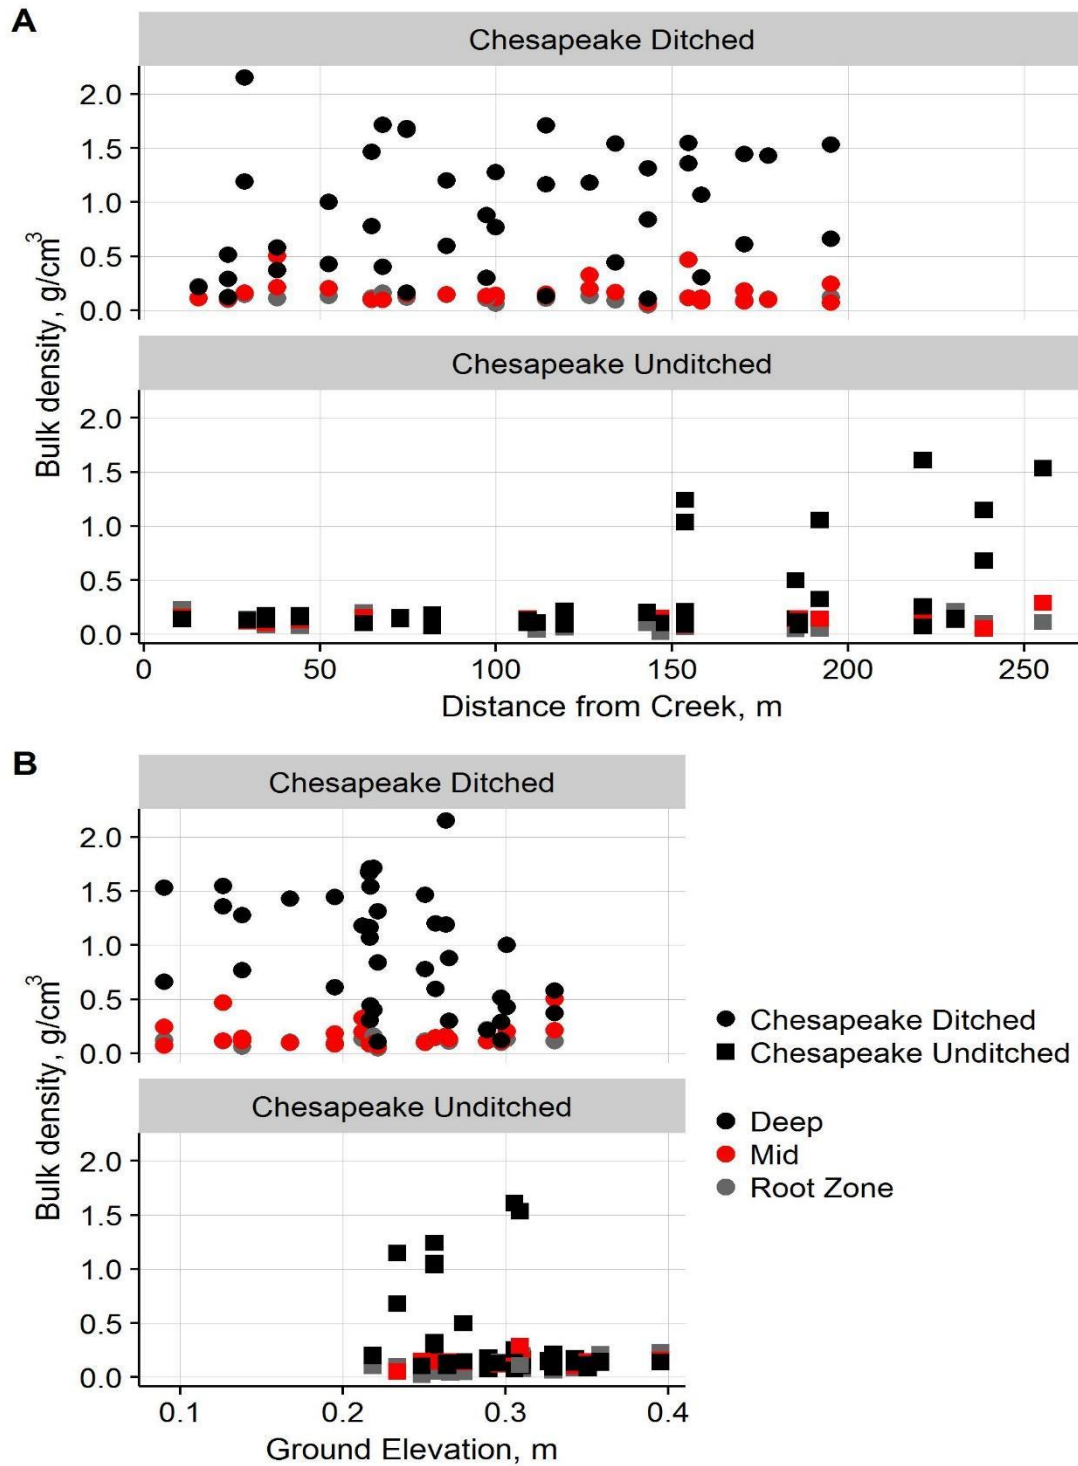 A
Chesapeake Ditched
2.0
1.5
1.0
0.5
0.0
Chesapeake Unditched
2.0
1.5
1.0
0.5
0.0
Bulk density, g/cm³
0 50 100 150 200 250
Distance from Creek, m
B
Chesapeake Ditched
2.0
1.5
1.0
0.5
0.0
Chesapeake Unditched
2.0
1.5
1.0
0.5
0.0
Bulk density, g/cm³
0.1 0.2 0.3 0.4
Ground Elevation, m
Chesapeake Ditched
Chesapeake Unditched
Deep
Mid
Root Zone